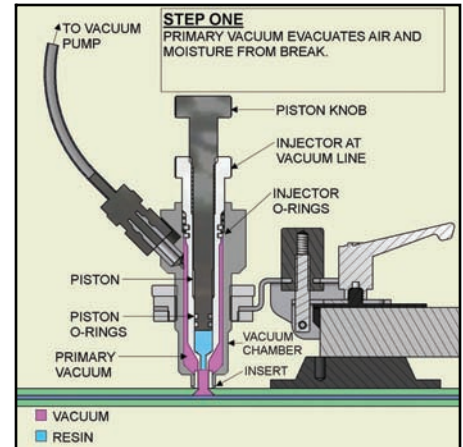 STEP ONE
PRIMARY VACUUM EVACUATES AIR AND
MOISTURE FROM BREAK.
TO VACUUM
PUMP
PISTON KNOB
INJECTOR AT
VACUUM LINE
INJECTOR
O-RINGS
PISTON
PISTON
O-RINGS
PRIMARY
VACUUM
VACUUM
CHAMBER
INSERT
VACUUM
RESIN